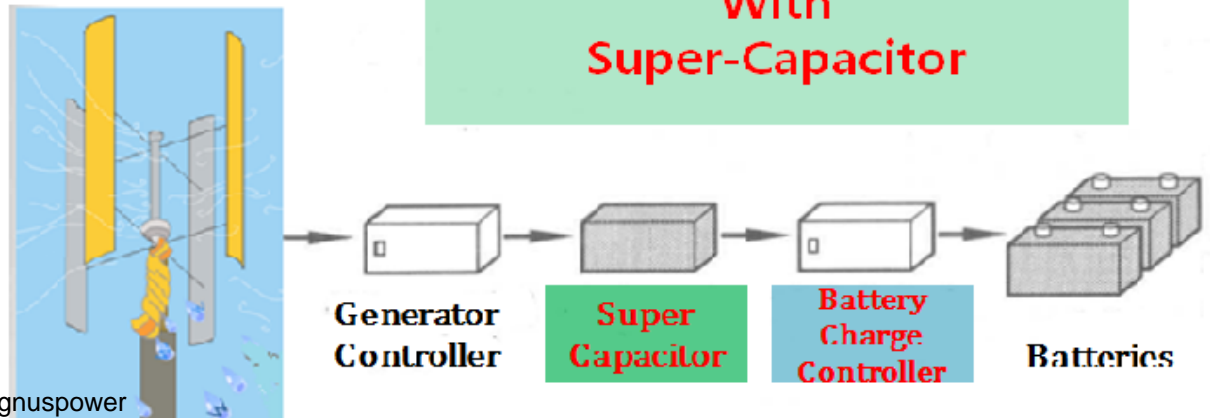 With
Super-Capacitor
Generator
Controller
Super
Capacitor
Battery
Charge
Controller
Batteries
gnuspower